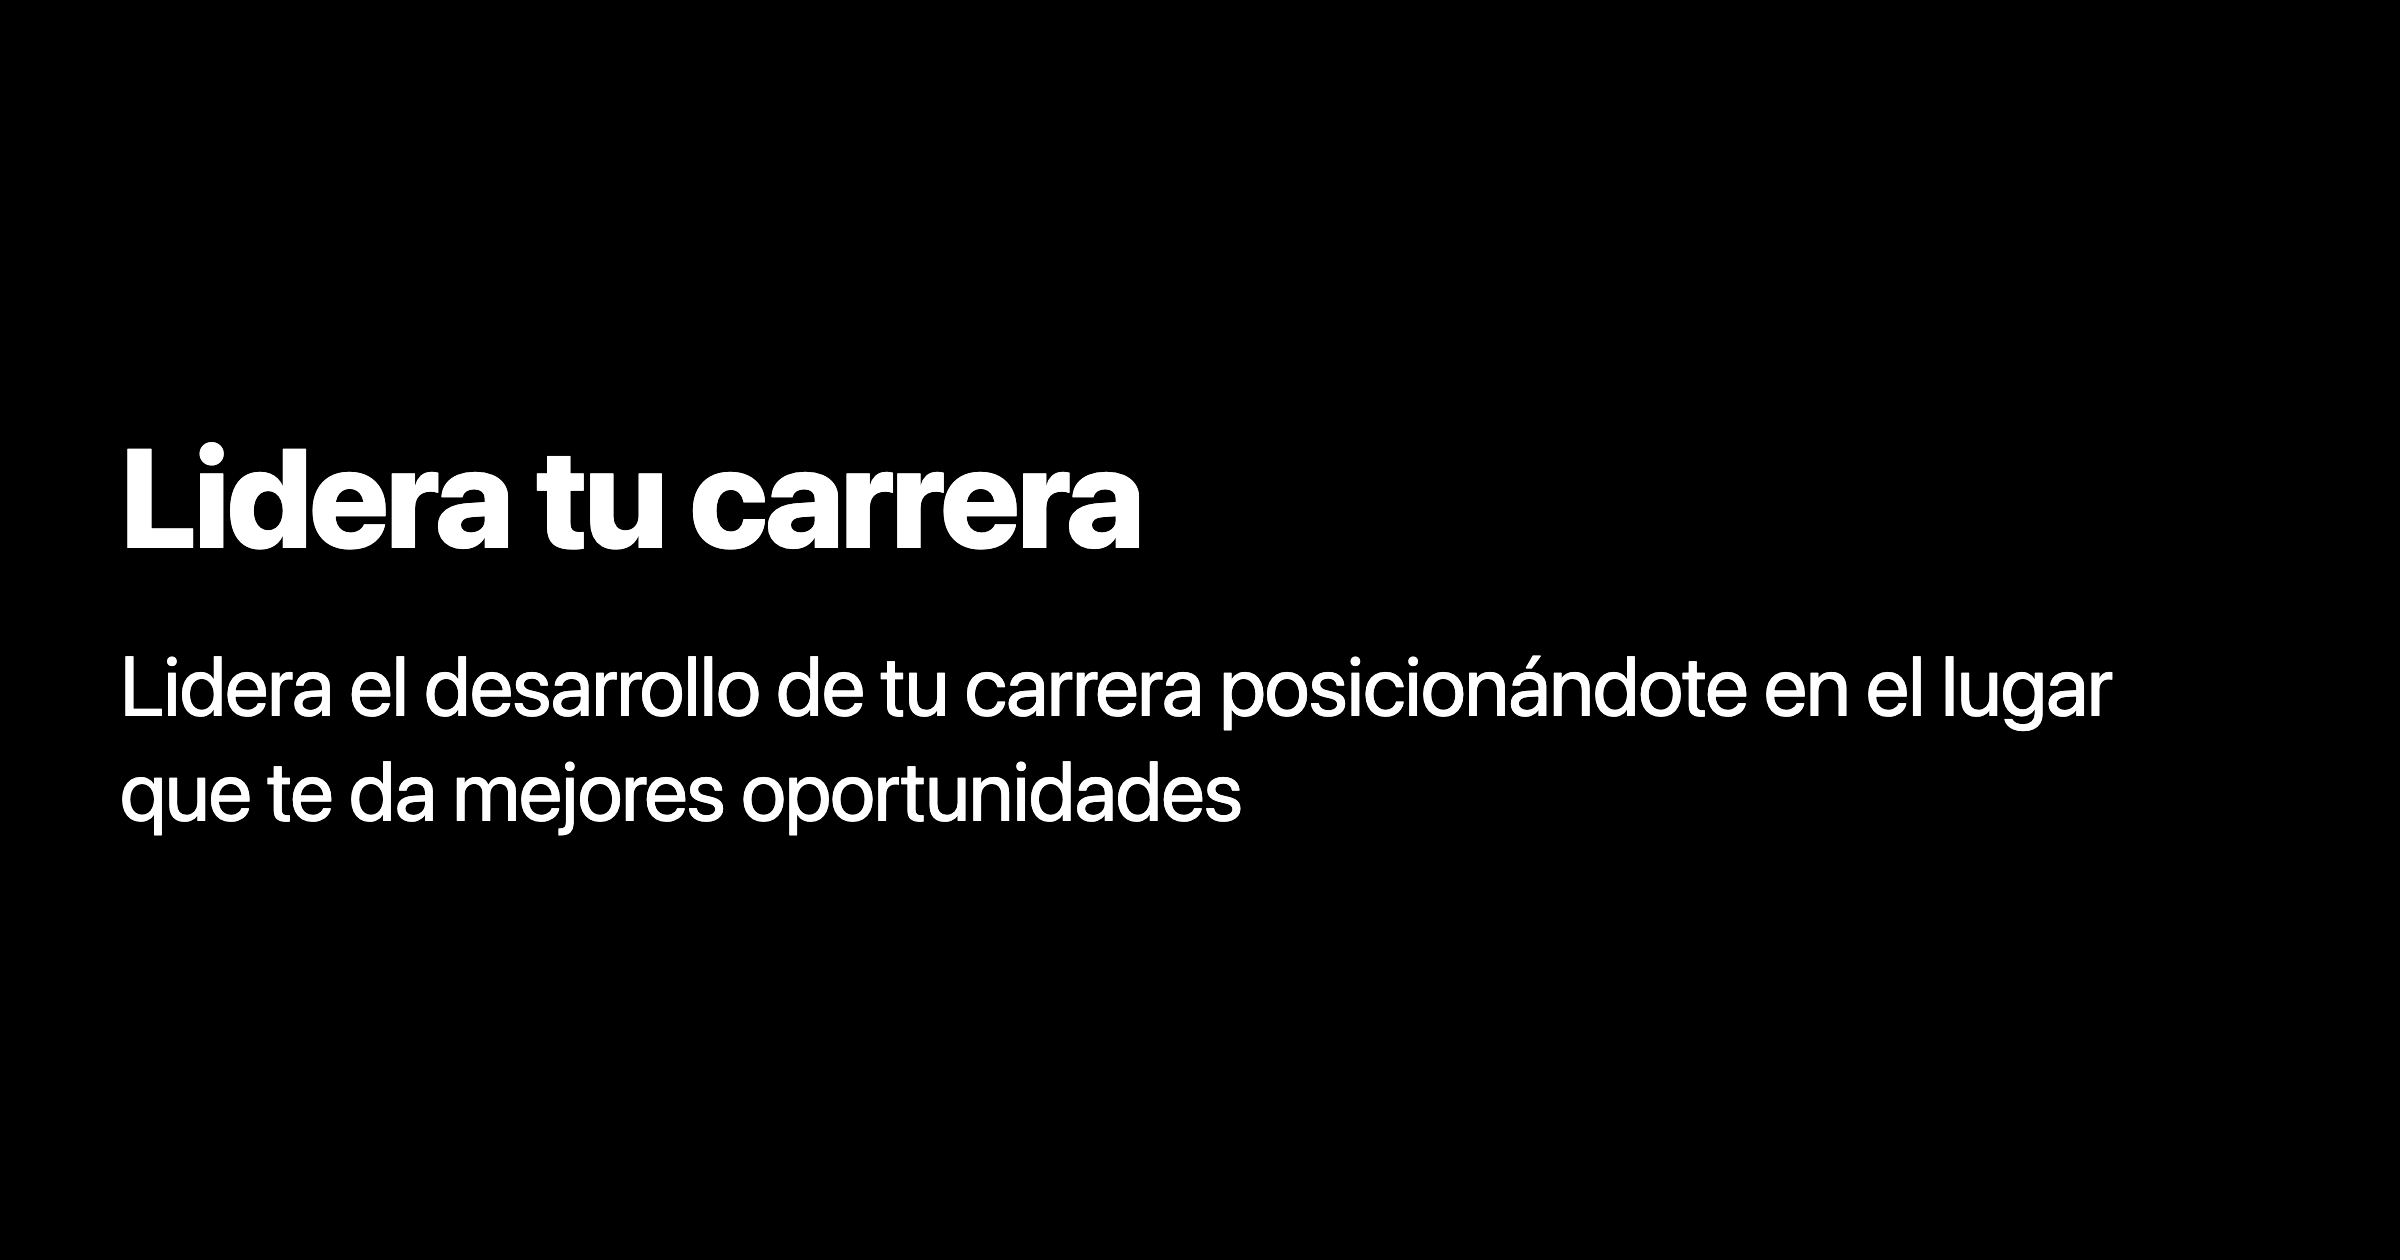 Lidera tu carrera
Lidera el desarrollo de tu carrera posicionándote en el lugar
que te da mejores oportunidades